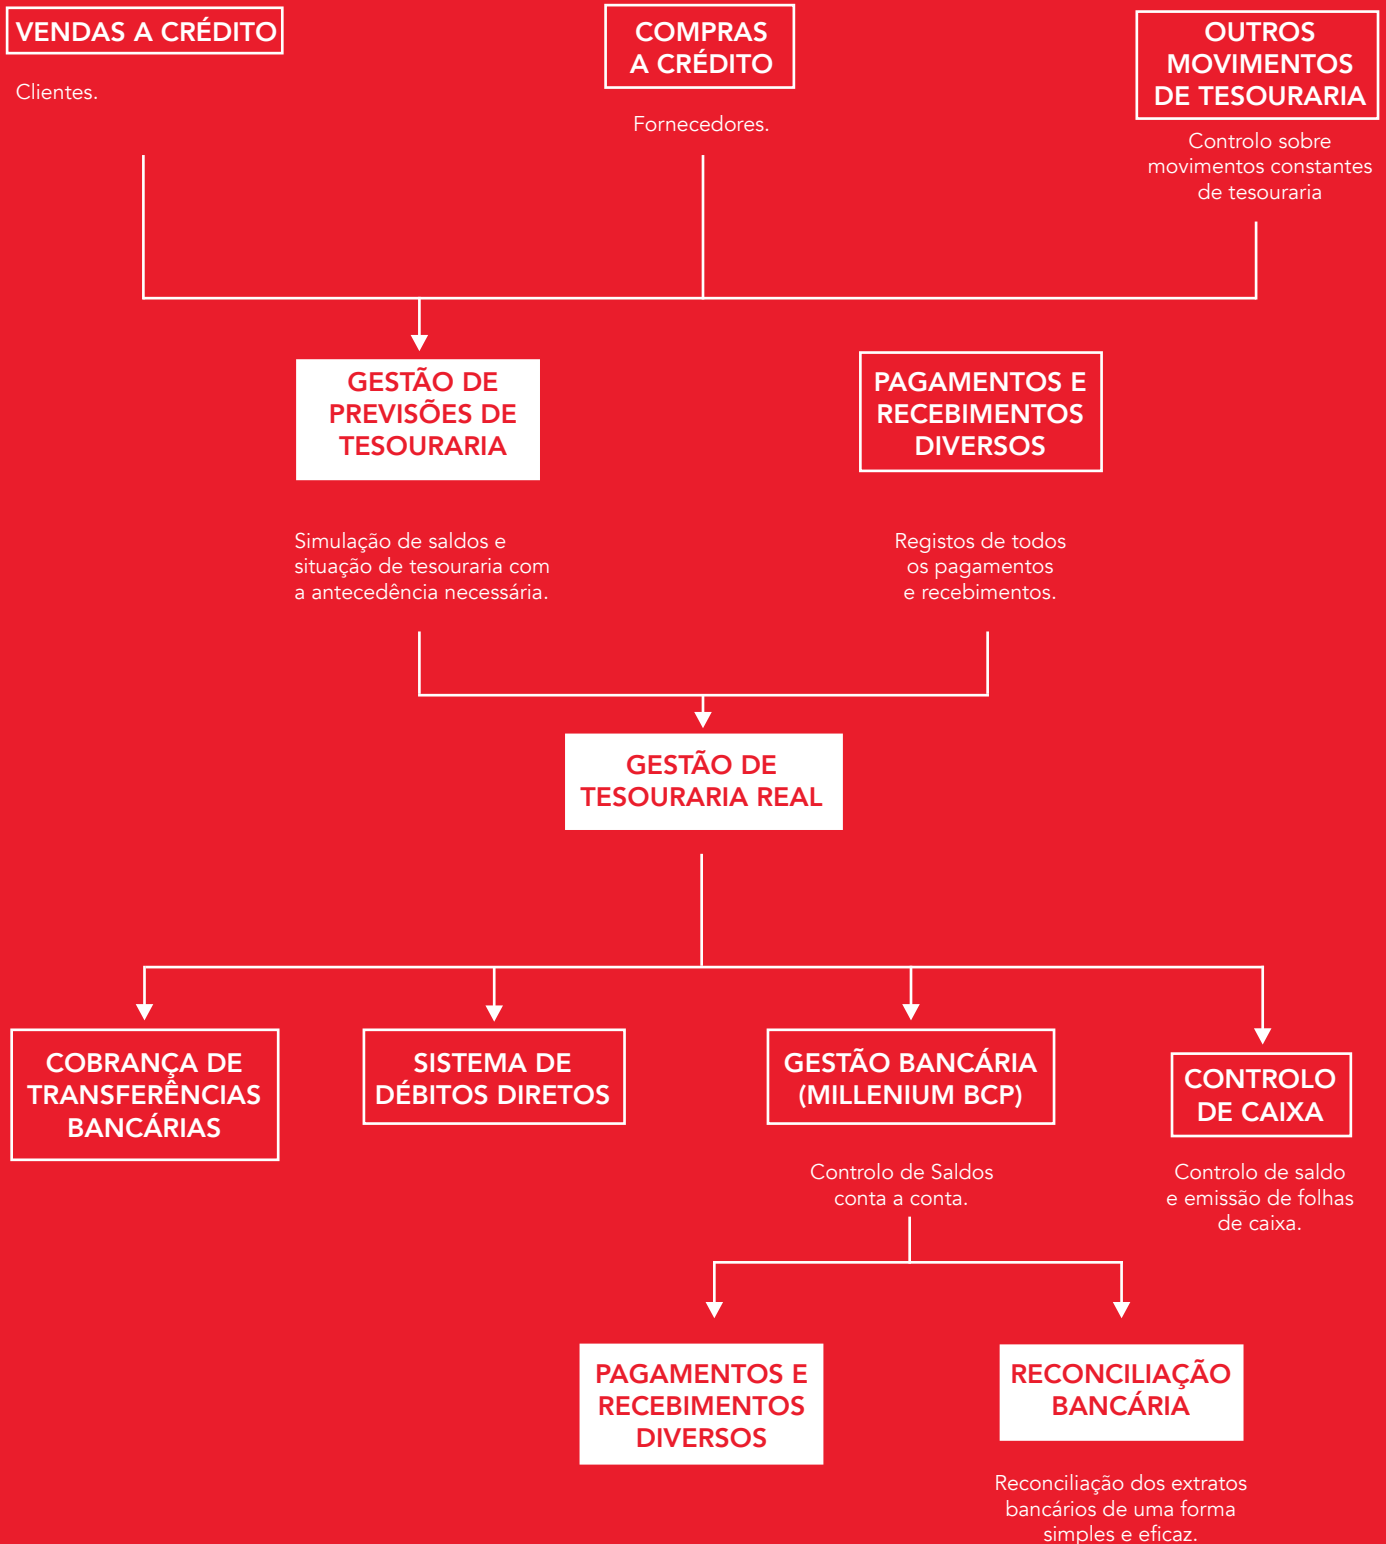 VENDAS A CRÉDITO
Clientes.
COMPRAS
A CRÉDITO
Fornecedores.
OUTROS
MOVIMENTOS
DE TESOURARIA
Controlo sobre
movimentos constantes
de tesouraria
GESTÃO DE
PREVISÕES DE
TESOURARIA
Simulação de saldos e
situação de tesouraria com
a antecedência necessária.
PAGAMENTOS E
RECEBIMENTOS
DIVERSOS
Registos de todos
os pagamentos
e recebimentos.
GESTÃO DE
TESOURARIA REAL
COBRANÇA DE
TRANSFERÊNCIAS
BANCÁRIAS
SISTEMA DE
DÉBITOS DIRETOS
GESTÃO BANCÁRIA
(MILLENIUM BCP)
Controlo de Saldos
conta a conta.
CONTROLO
DE CAIXA
Controlo de saldo
e emissão de folhas
de caixa.
PAGAMENTOS E
RECEBIMENTOS
DIVERSOS
RECONCILIAÇÃO
BANCÁRIA
Reconciliação dos extratos
bancários de uma forma
simples e eficaz.